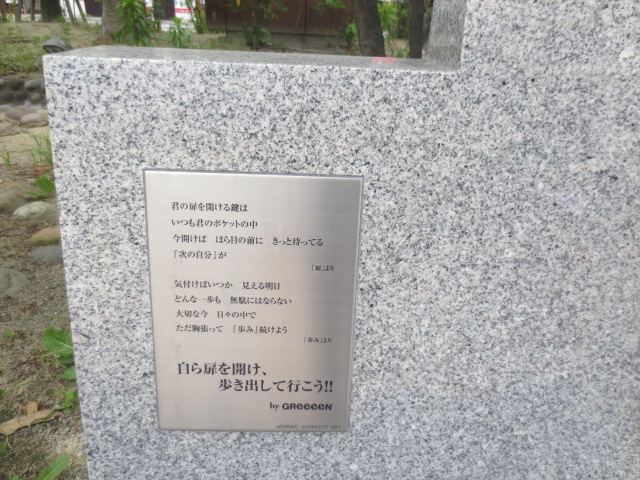 君の扉を開ける鍵は
いつも君のポケットの中
今開けば　ほら目の前に　きっと待ってる
『次の自分』が
『扉』より
気付けばいつか　見える明日
どんな一歩も　無駄にはならない
大切な今　日々の中で
ただ胸張って　『歩み』続けよう
『歩み』より
自ら扉を開け、
歩き出して行こう!!
by GReeeeN